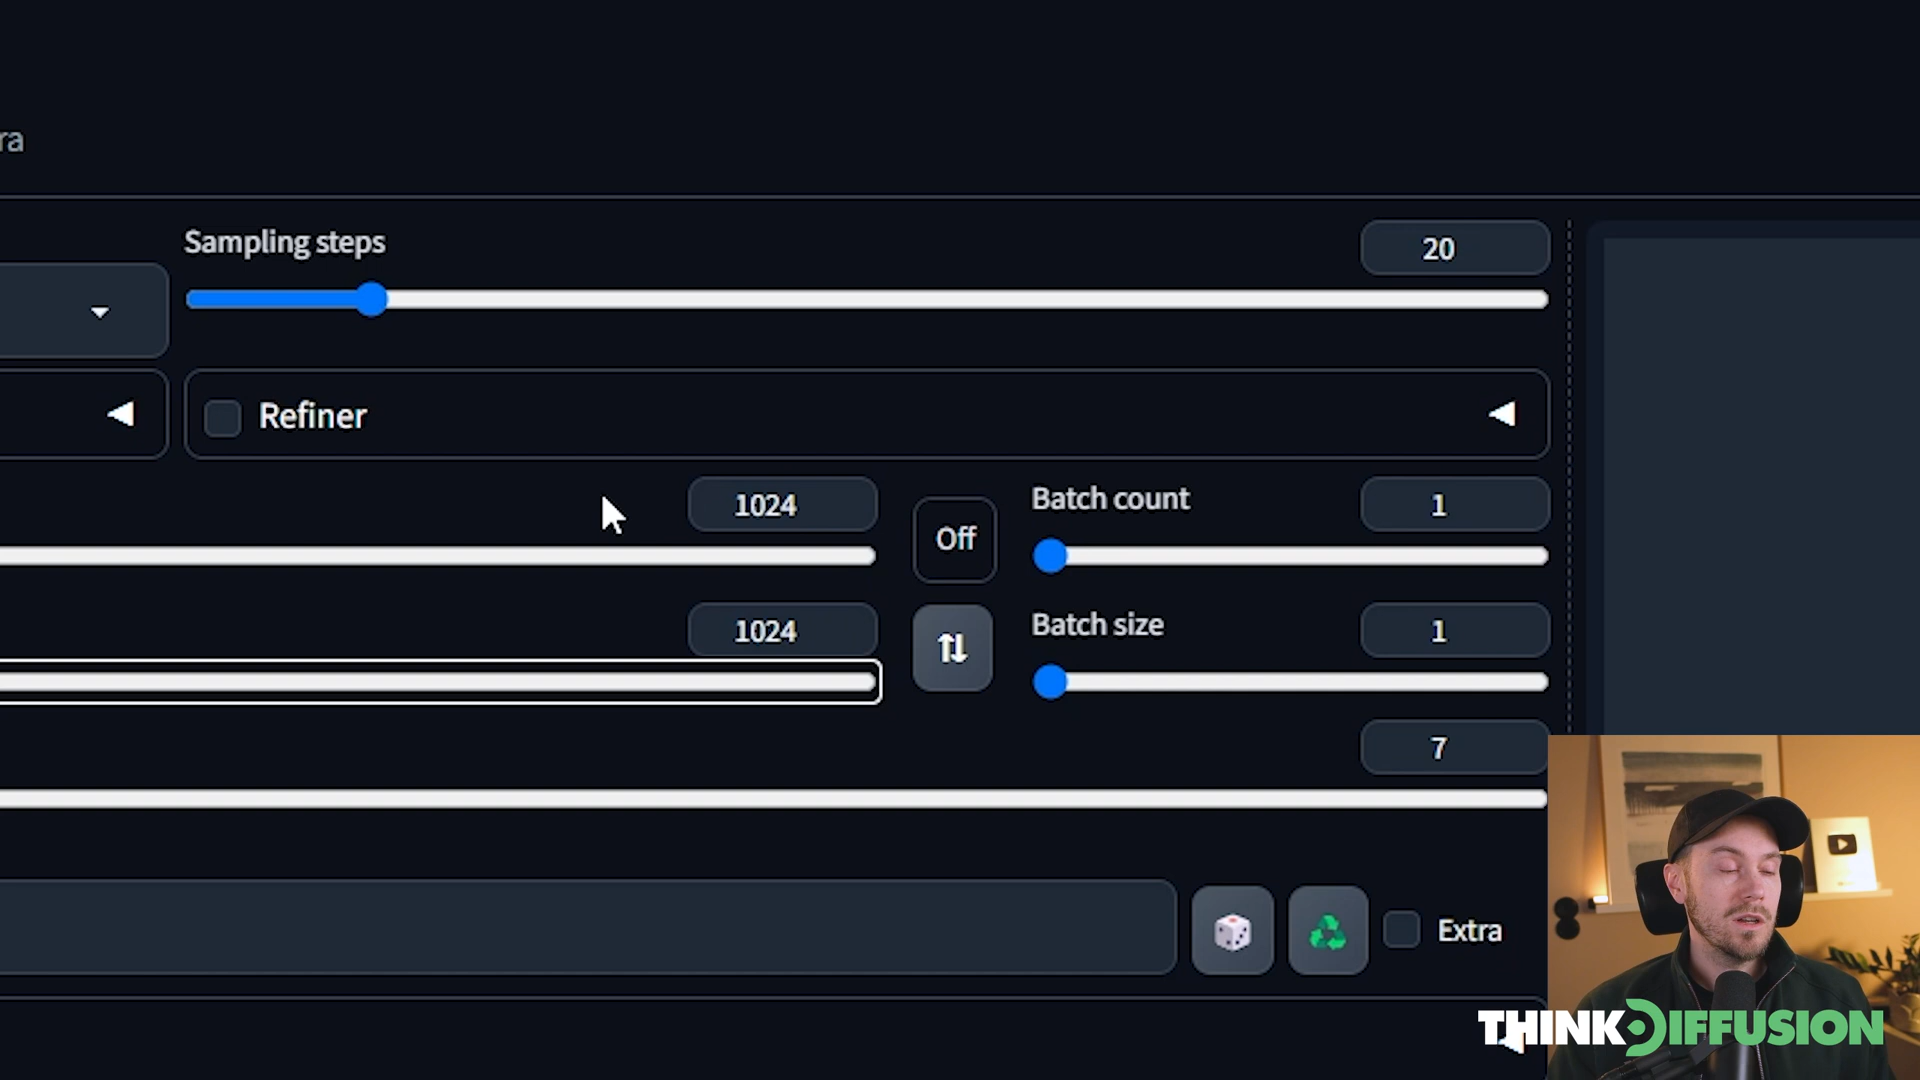 ra
Sampling steps
20
Refiner
1024
Off
Batch count
1
1024
Batch size
1
7
Extra
THINKDIFFUSION